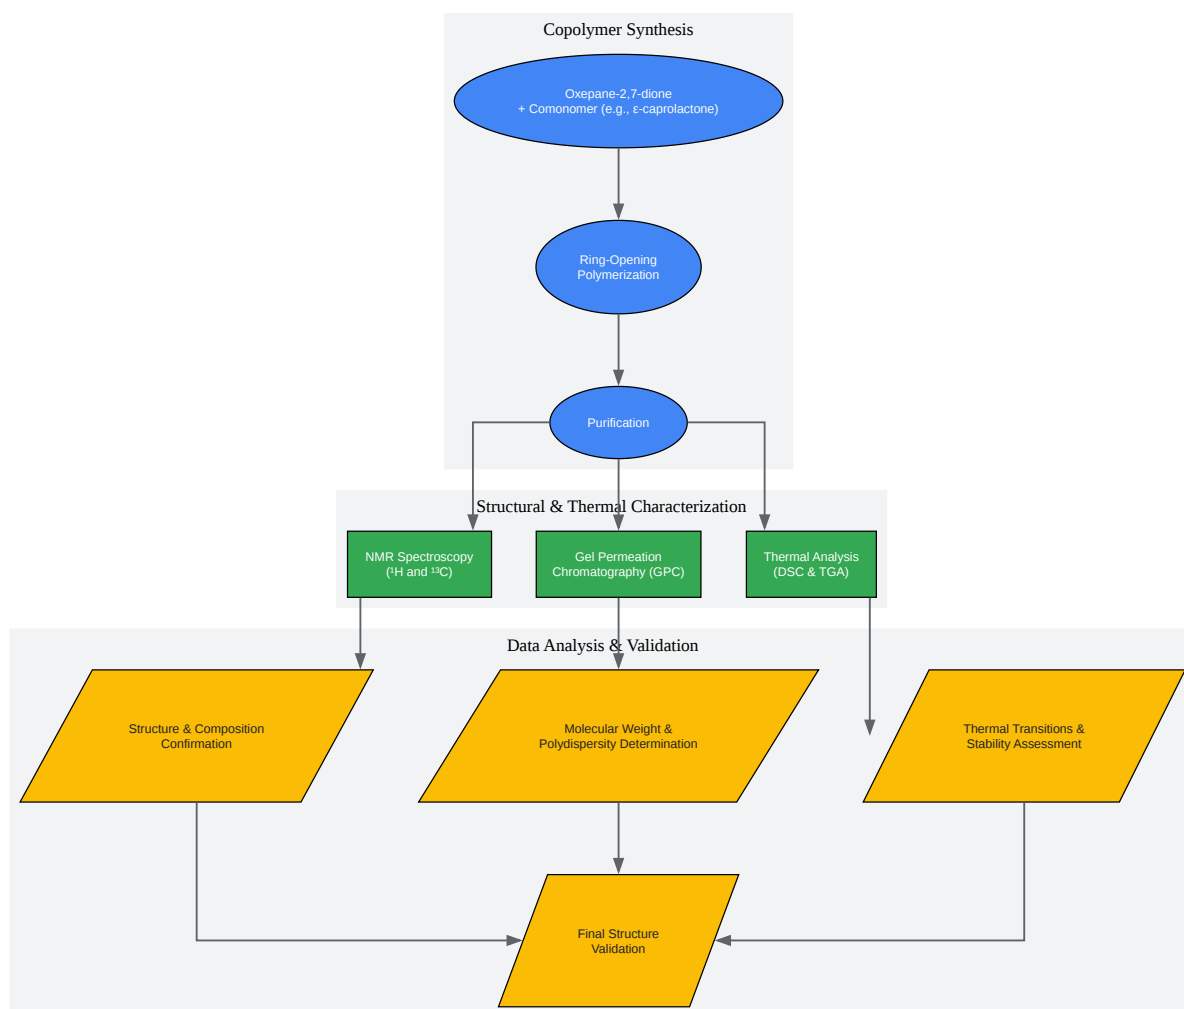 Copolymer Synthesis
Oxepane-2,7-dione
+ Comonomer (e.g., ε-caprolactone)
Ring-Opening
Polymerization
Purification
Structural & Thermal Characterization
NMR Spectroscopy
(¹H and ¹³C)
Gel Permeation
Chromatography (GPC)
Thermal Analysis
(DSC & TGA)
Data Analysis & Validation
Structure & Composition
Confirmation
Molecular Weight &
Polydispersity Determination
Thermal Transitions &
Stability Assessment
Final Structure
Validation